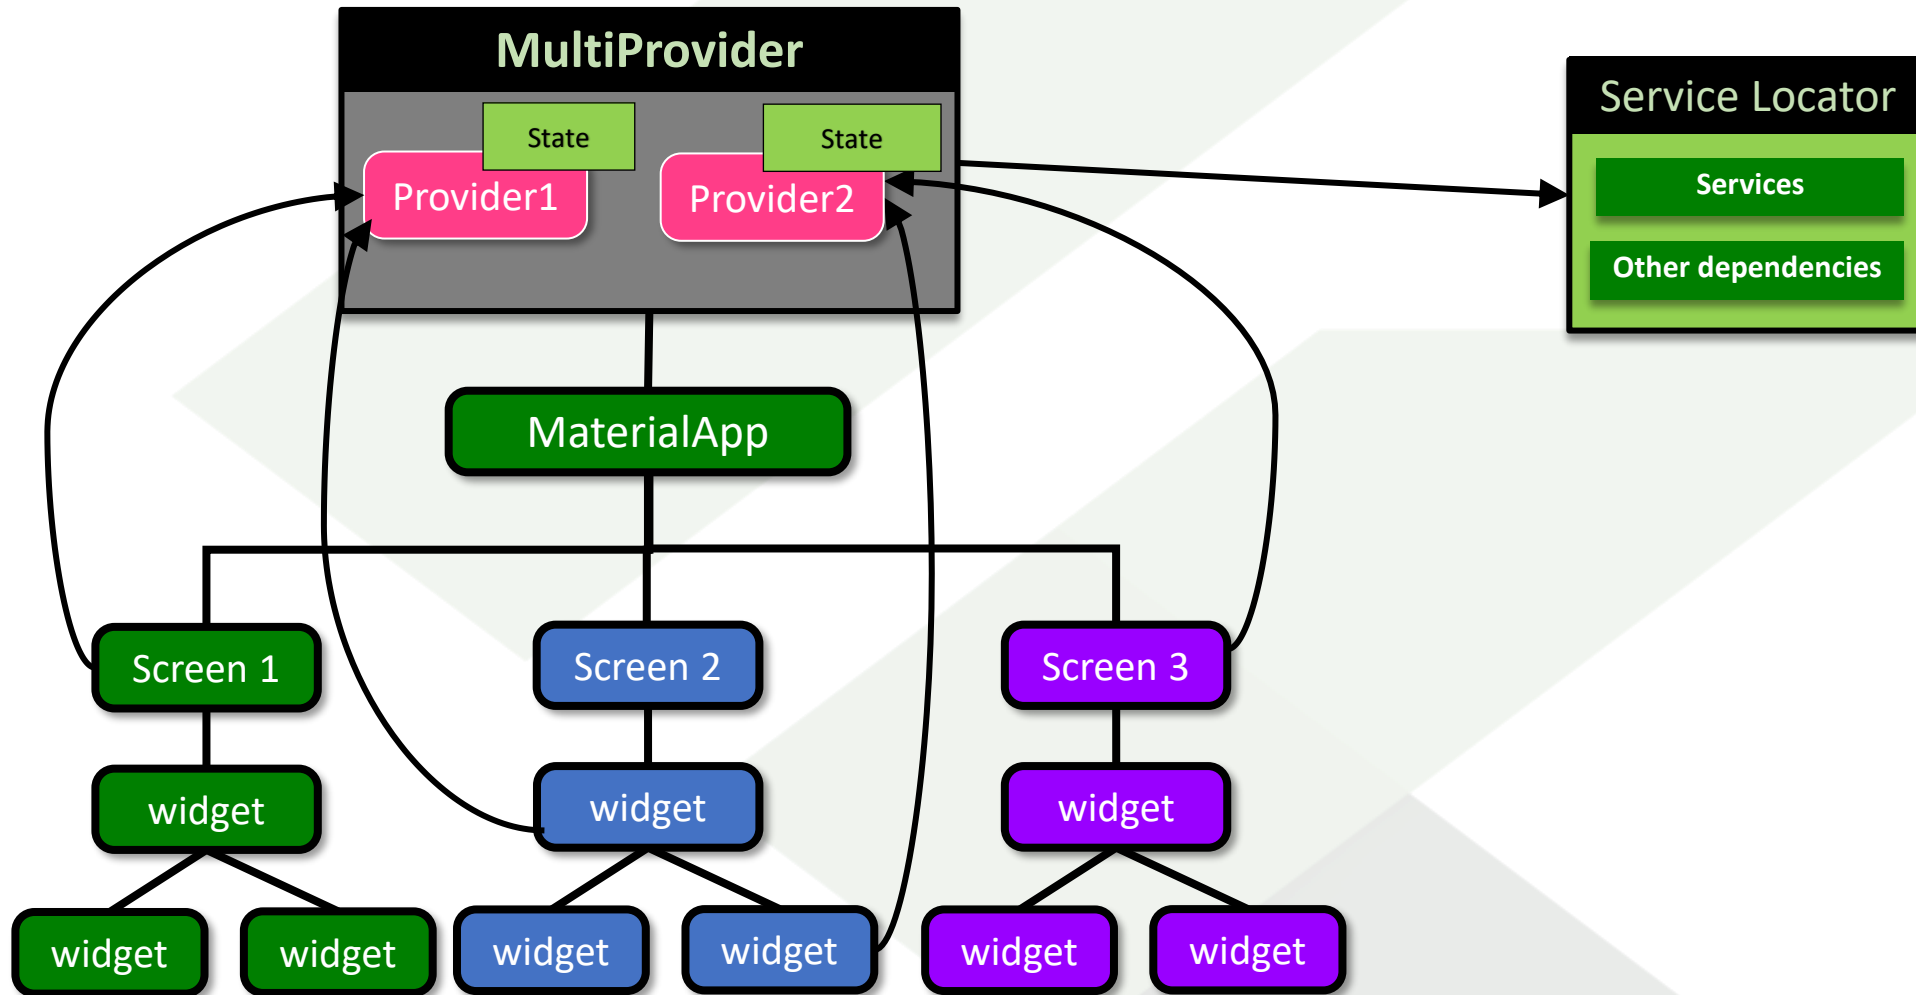 MultiProvider
State
State
Provider1
Provider2
Service Locator
Services
Other dependencies
MaterialApp
Screen 1
Screen 2
Screen 3
widget
widget
widget
widget
widget
widget
widget
widget
widget